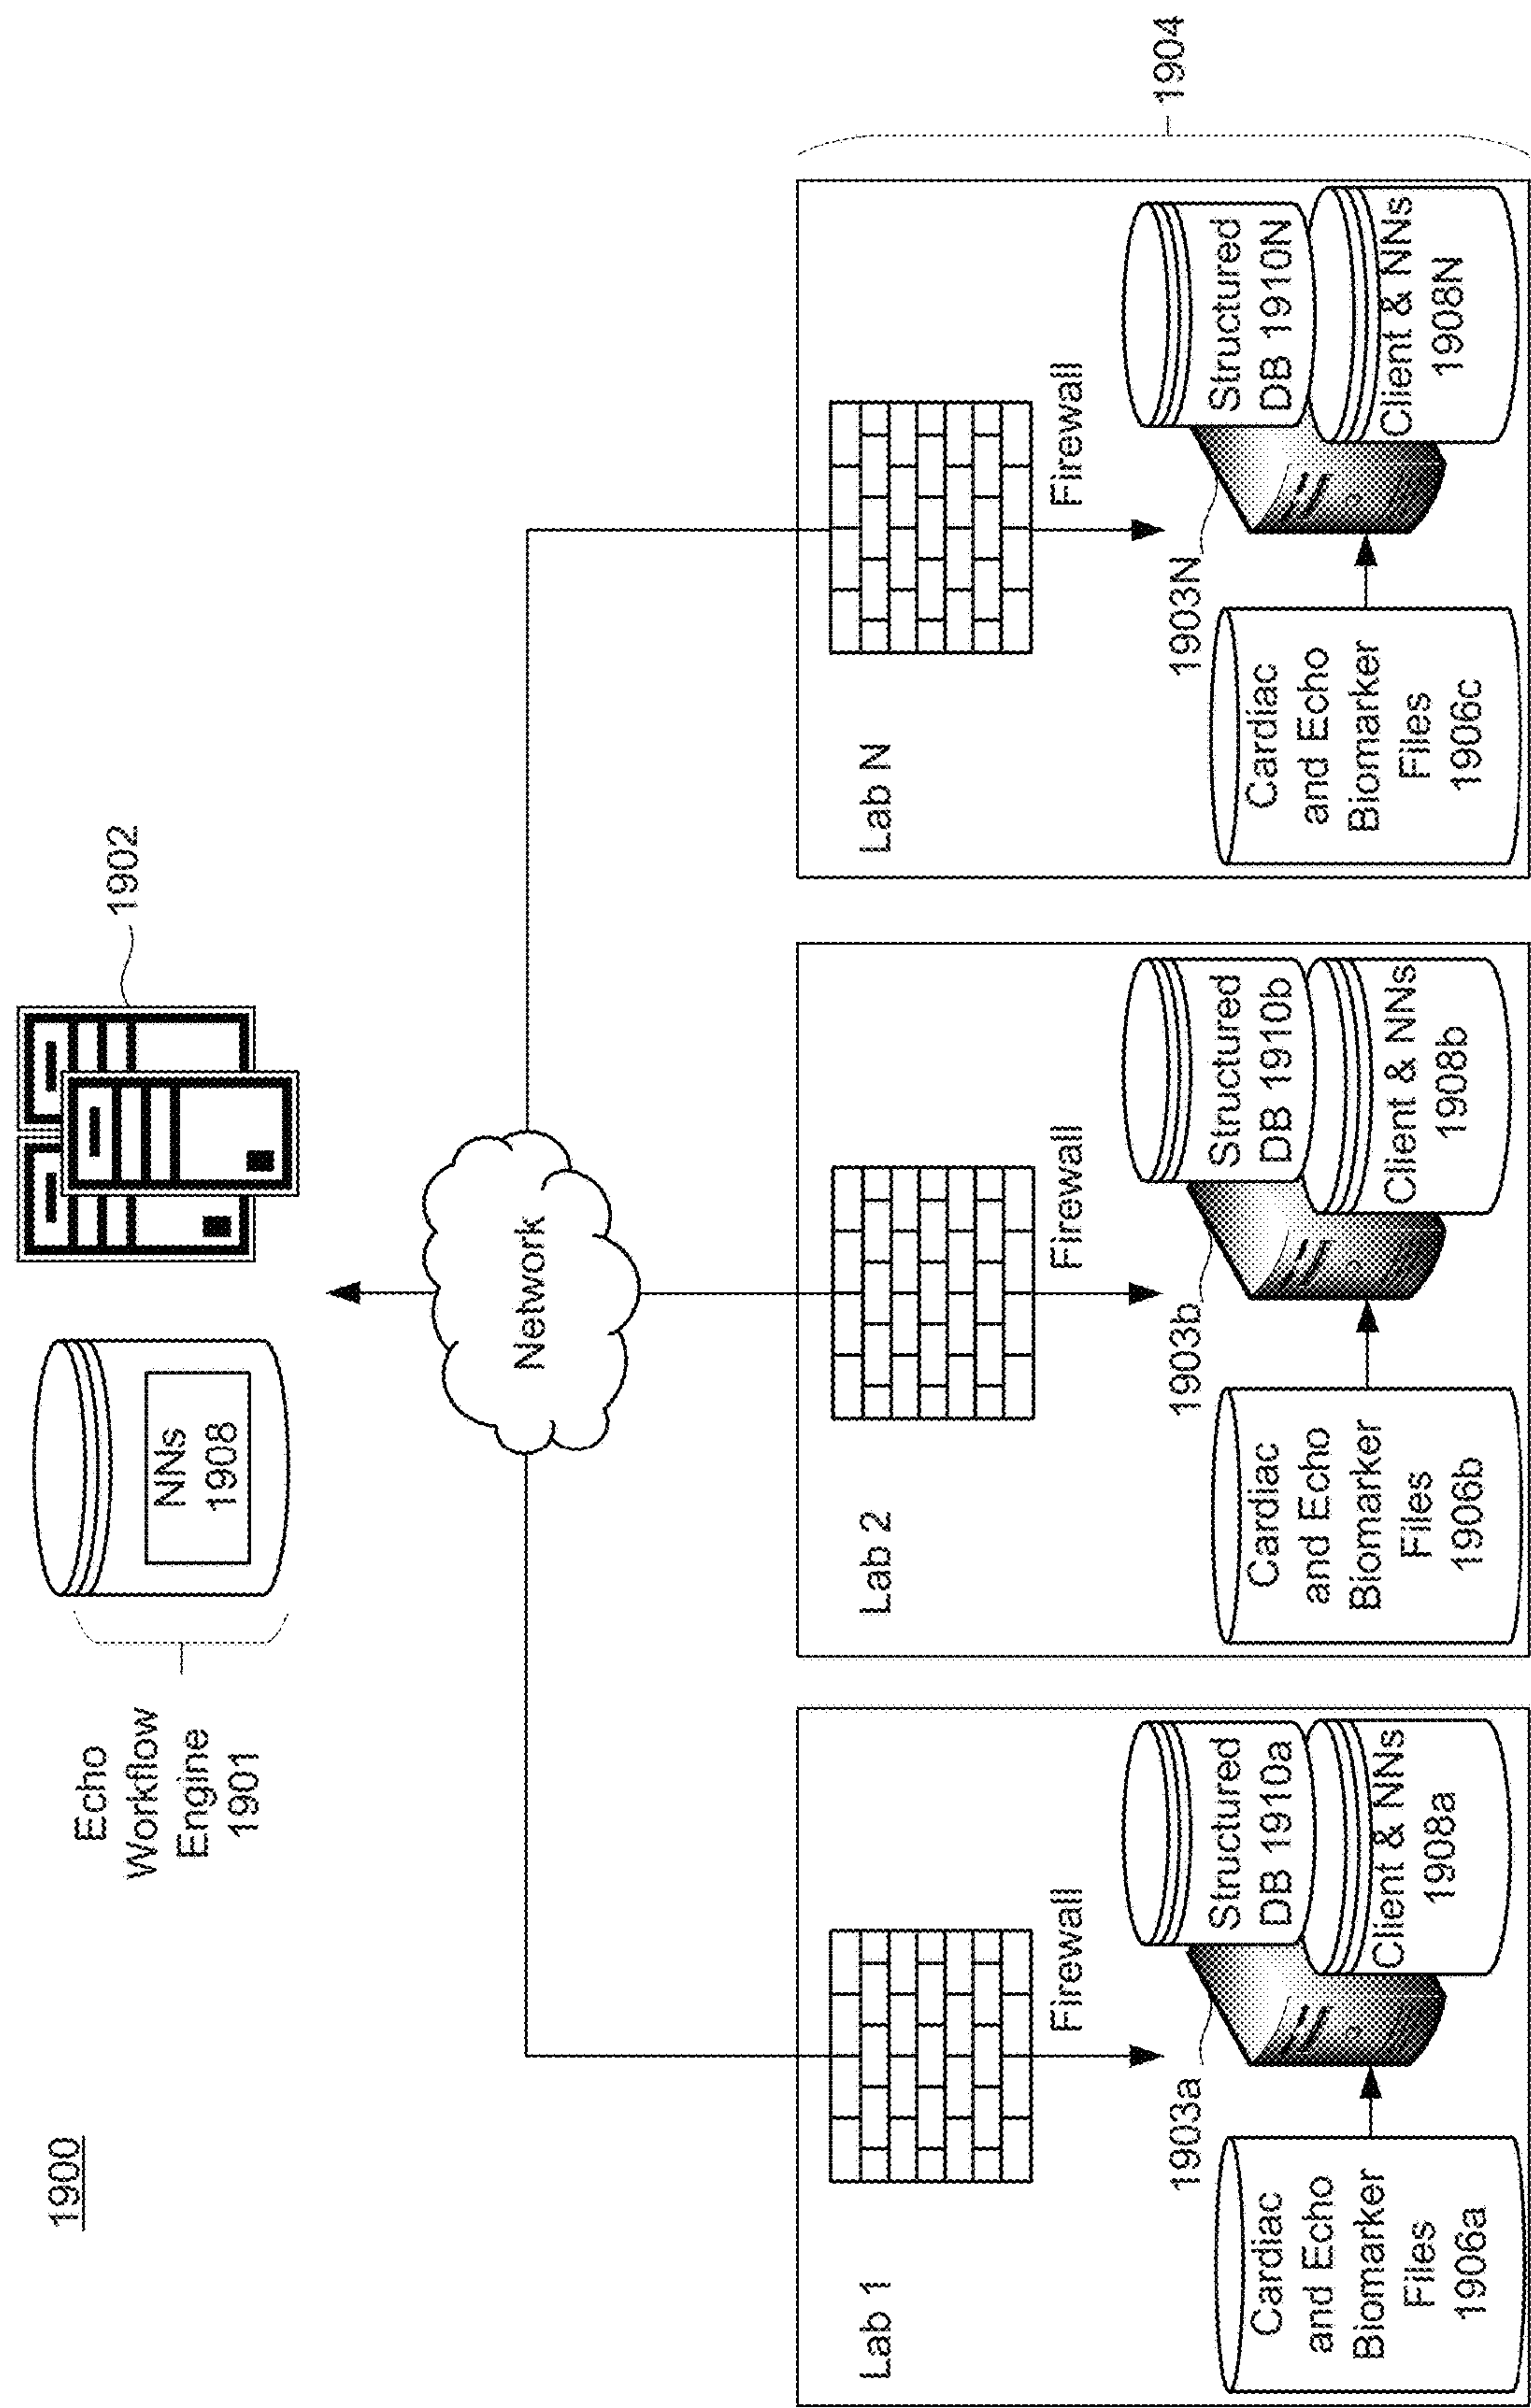 1900
Echo
Workflow
Engine
1901
NNs
1908
1902
Network
Lab 1
Firewall
1903a
Cardiac
and Echo
Biomarker
Files
1906a
Structured
DB 1910a
Client & NNs
1908a
Lab 2
Firewall
1903b
Cardiac
and Echo
Biomarker
Files
1906b
Structured
DB 1910b
Client & NNs
1908b
Lab N
Firewall
1903N
Cardiac
and Echo
Biomarker
Files
1906c
Structured
DB 1910N
Client & NNs
1908N
1904